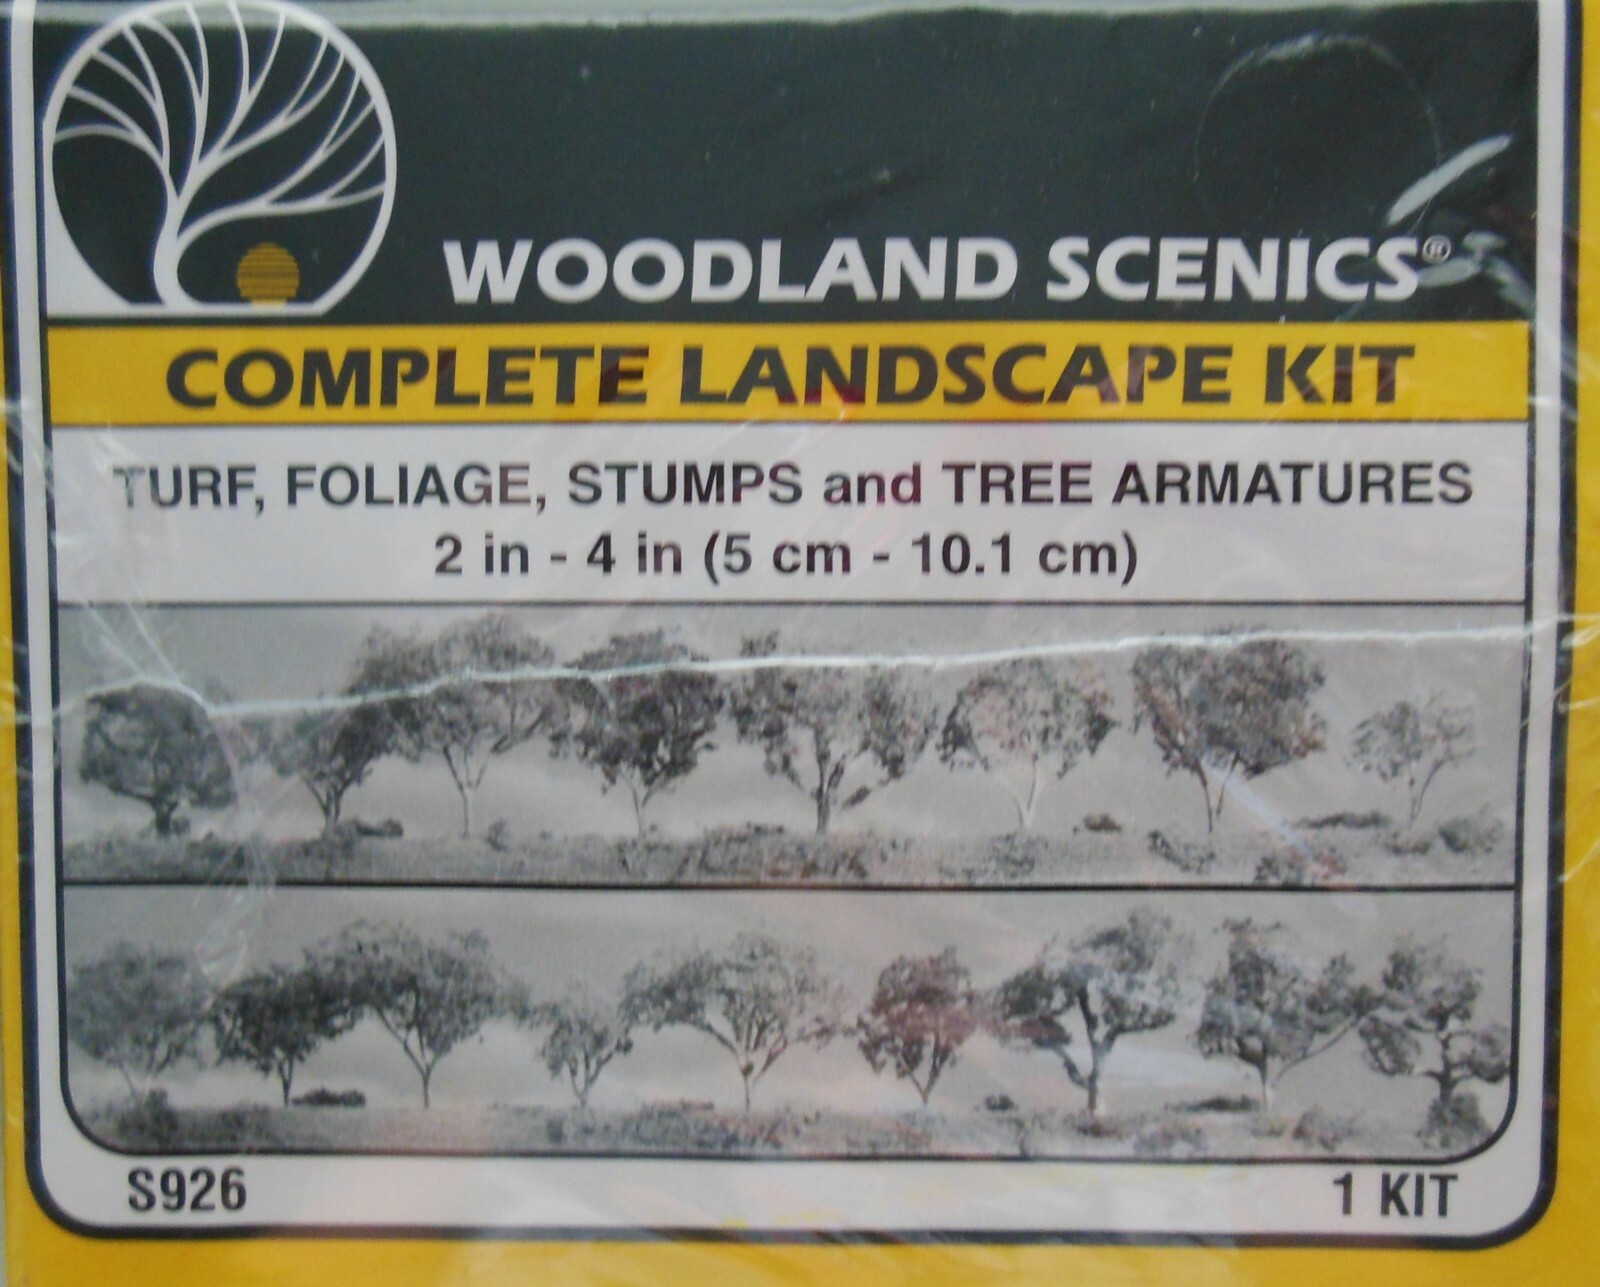 WOODLAND SCENICS®
COMPLETE LANDSCAPE KIT
TURF, FOLIAGE, STUMPS and TREE ARMATURES
2 in - 4 in (5 cm - 10.1 cm)
S926
1 KIT